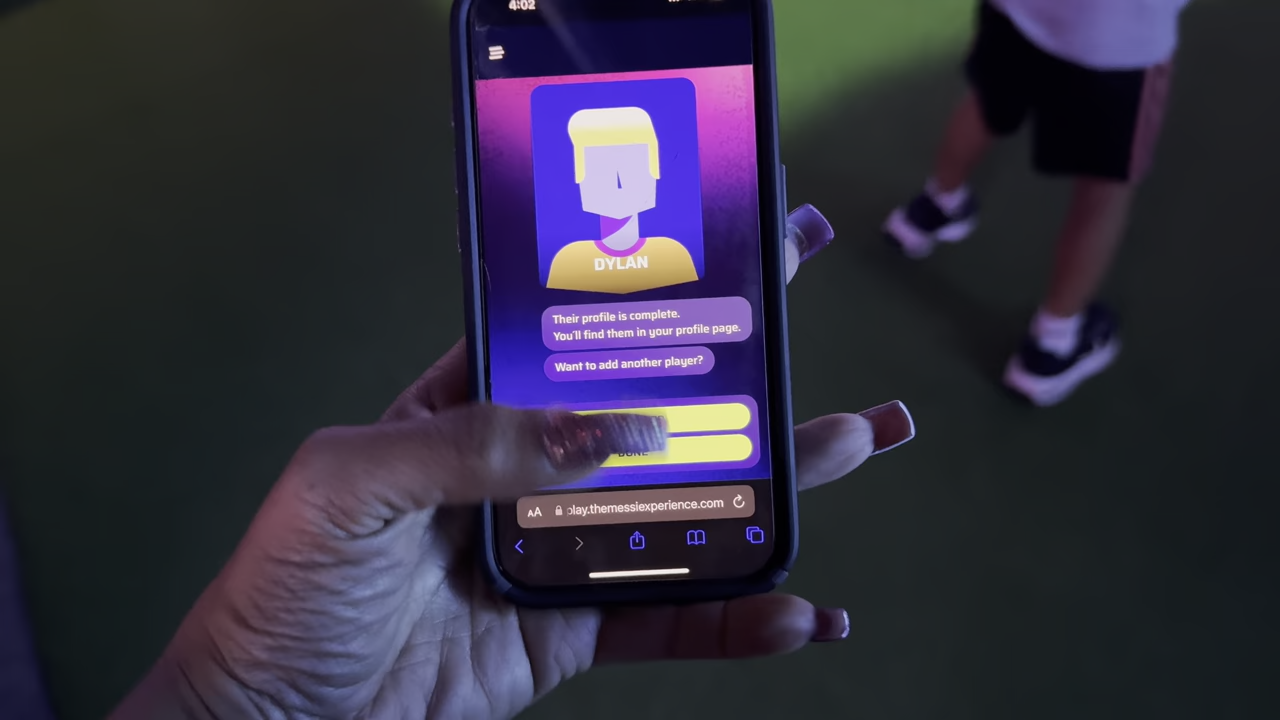 4:02
DYLAN
Their profile is complete.
You'll find them in your profile page.
Want to add another player?
DONE
AA play.themessiexperience.com